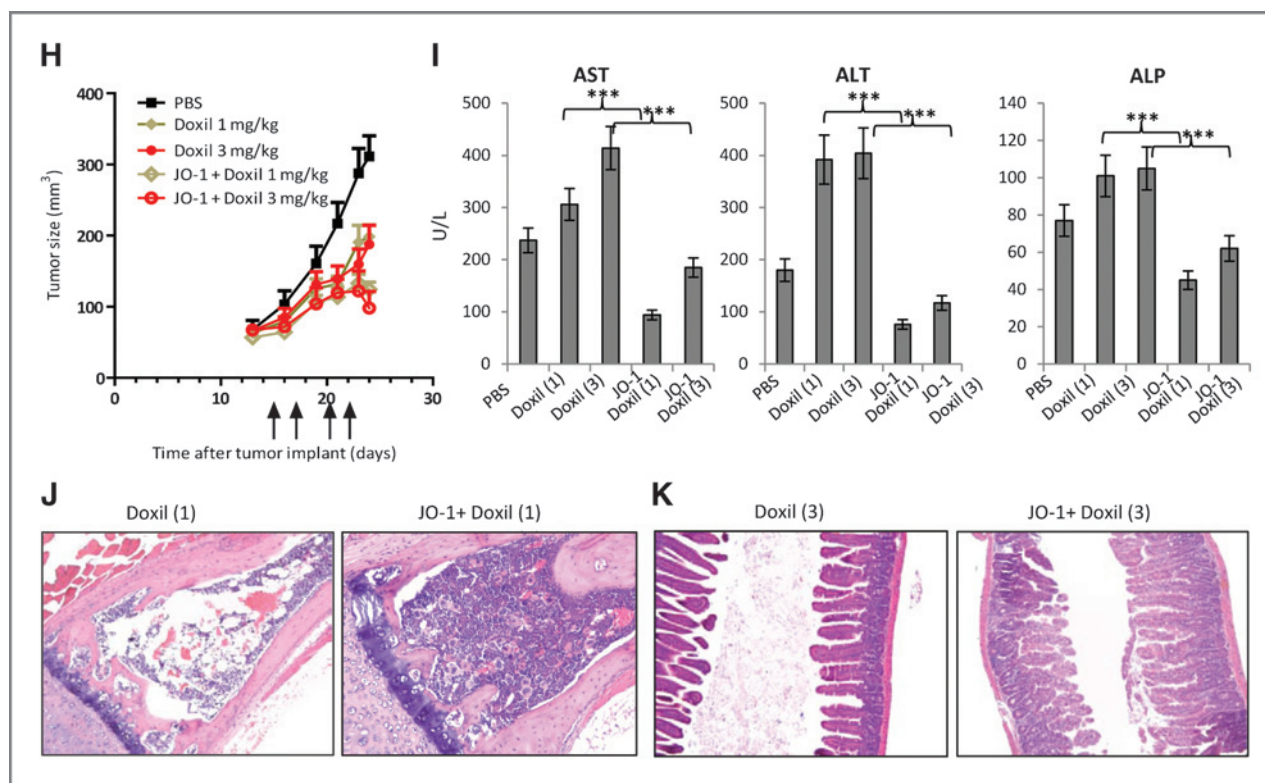 H
400
300
200
100
0
Tumor size (mm³)
PBS
Doxil 1 mg/kg
Doxil 3 mg/kg
JO-1 + Doxil 1 mg/kg
JO-1 + Doxil 3 mg/kg
0 10 20 30
Time after tumor implant (days)
I
AST
***
***
500
400
300
200
100
0
U/L
PBS
Doxil (1)
Doxil (3)
JO-1
Doxil (1)
JO-1
Doxil (3)
ALT
***
***
500
400
300
200
100
0
PBS
Doxil (1)
Doxil (3)
JO-1
Doxil (1)
JO-1
Doxil (3)
ALP
***
***
140
120
100
80
60
40
20
0
PBS
Doxil (1)
Doxil (3)
JO-1
Doxil (1)
JO-1
Doxil (3)
J
Doxil (1)
JO-1+ Doxil (1)
K
Doxil (3)
JO-1+ Doxil (3)